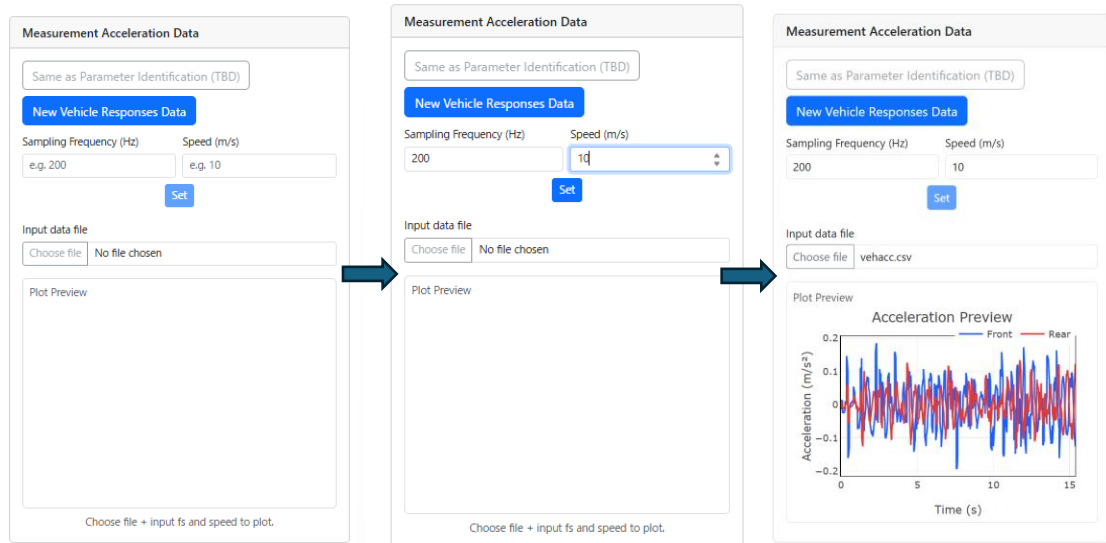 Measurement Acceleration Data
Same as Parameter Identification (TBD)
New Vehicle Responses Data
Sampling Frequency (Hz) Speed (m/s)
e.g. 200 e.g. 10
Set
Input data file
Choose file No file chosen
Plot Preview
Choose file + input fs and speed to plot.
Measurement Acceleration Data
Same as Parameter Identification (TBD)
New Vehicle Responses Data
Sampling Frequency (Hz) Speed (m/s)
200 10
Set
Input data file
Choose file No file chosen
Plot Preview
Choose file + input fs and speed to plot.
Measurement Acceleration Data
Same as Parameter Identification (TBD)
New Vehicle Responses Data
Sampling Frequency (Hz) Speed (m/s)
200 10
Set
Input data file
Choose file vehacc.csv
Plot Preview
Acceleration Preview
Front Rear
Acceleration (m/s²)
0.2
0.1
0
−0.1
−0.2
0 5 10 15
Time (s)